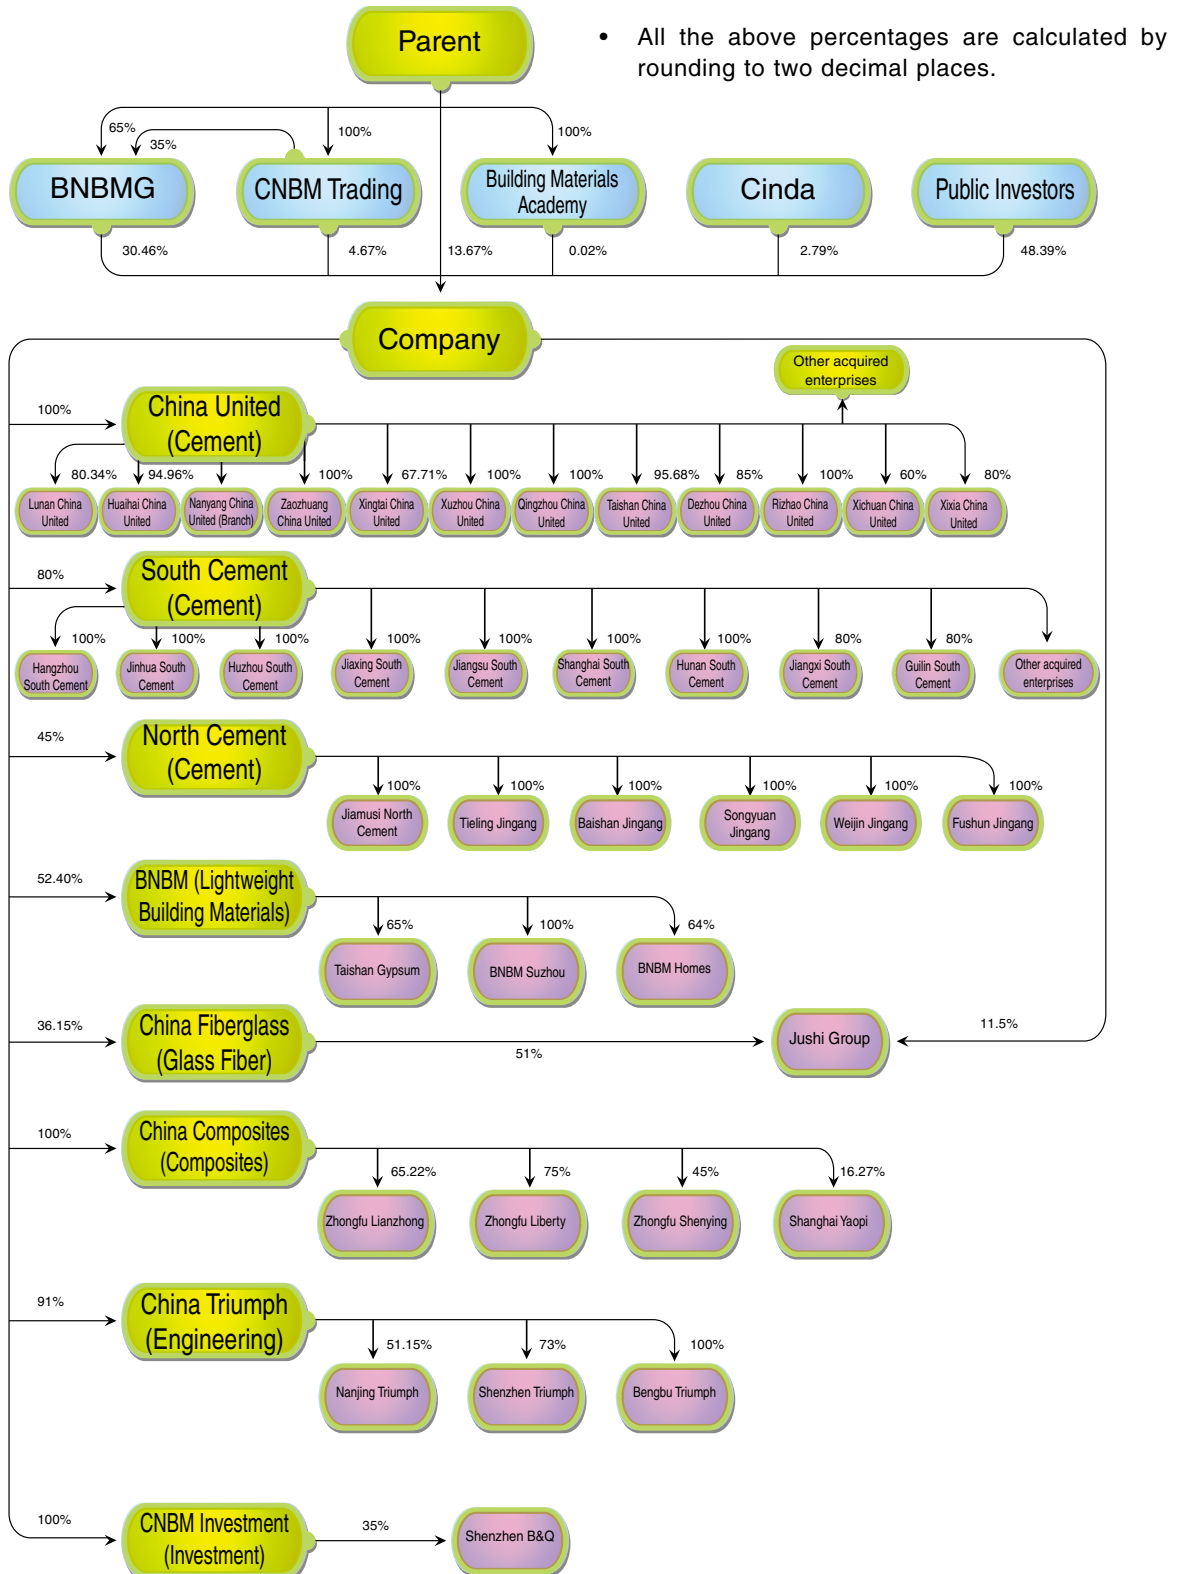 Parent
• All the above percentages are calculated by
rounding to two decimal places.
65%
35%
100%
100%
BNBMG
CNBM Trading
Building Materials
Academy
Cinda
Public Investors
30.46%
4.67%
13.67%
0.02%
2.79%
48.39%
Company
Other acquired
enterprises
100%
China United
(Cement)
80.34%
94.96%
100%
67.71%
100%
100%
95.68%
85%
100%
60%
80%
Lunan China
United
Huaihai China
United
Nanyang China
United (Branch)
Zaozhuang
China United
Xingtai China
United
Xuzhou China
United
Qingzhou China
United
Taishan China
United
Dezhou China
United
Rizhao China
United
Xichuan China
United
Xixia China
United
80%
South Cement
(Cement)
100%
100%
100%
100%
100%
100%
100%
80%
80%
Hangzhou
South Cement
Jinhua South
Cement
Huzhou South
Cement
Jiaxing South
Cement
Jiangsu South
Cement
Shanghai South
Cement
Hunan South
Cement
Jiangxi South
Cement
Guilin South
Cement
Other acquired
enterprises
45%
North Cement
(Cement)
100%
100%
100%
100%
100%
100%
Jiamusi North
Cement
Tieling Jingang
Baishan Jingang
Songyuan
Jingang
Weijin Jingang
Fushun Jingang
52.40%
BNBM (Lightweight
Building Materials)
65%
100%
64%
Taishan Gypsum
BNBM Suzhou
BNBM Homes
36.15%
China Fiberglass
(Glass Fiber)
51%
Jushi Group
11.5%
100%
China Composites
(Composites)
65.22%
75%
45%
16.27%
Zhongfu Lianzhong
Zhongfu Liberty
Zhongfu Shenying
Shanghai Yaopi
91%
China Triumph
(Engineering)
51.15%
73%
100%
Nanjing Triumph
Shenzhen Triumph
Bengbu Triumph
100%
CNBM Investment
(Investment)
35%
Shenzhen B&Q